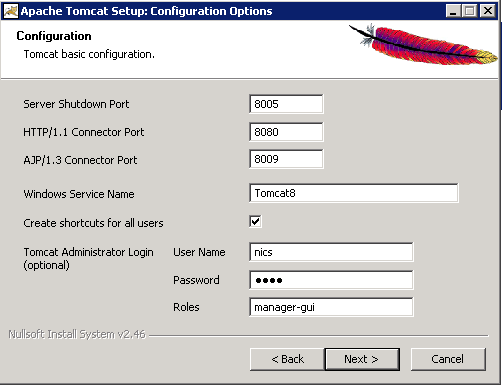 Apache Tomcat Setup: Configuration Options
Configuration
Tomcat basic configuration.
Server Shutdown Port 8005
HTTP/1.1 Connector Port 8080
AJP/1.3 Connector Port 8009
Windows Service Name Tomcat8
Create shortcuts for all users
Tomcat Administrator Login (optional) User Name nics
Password ●●●●
Roles manager-gui
Nullsoft Install System v2.46
< Back Next > Cancel